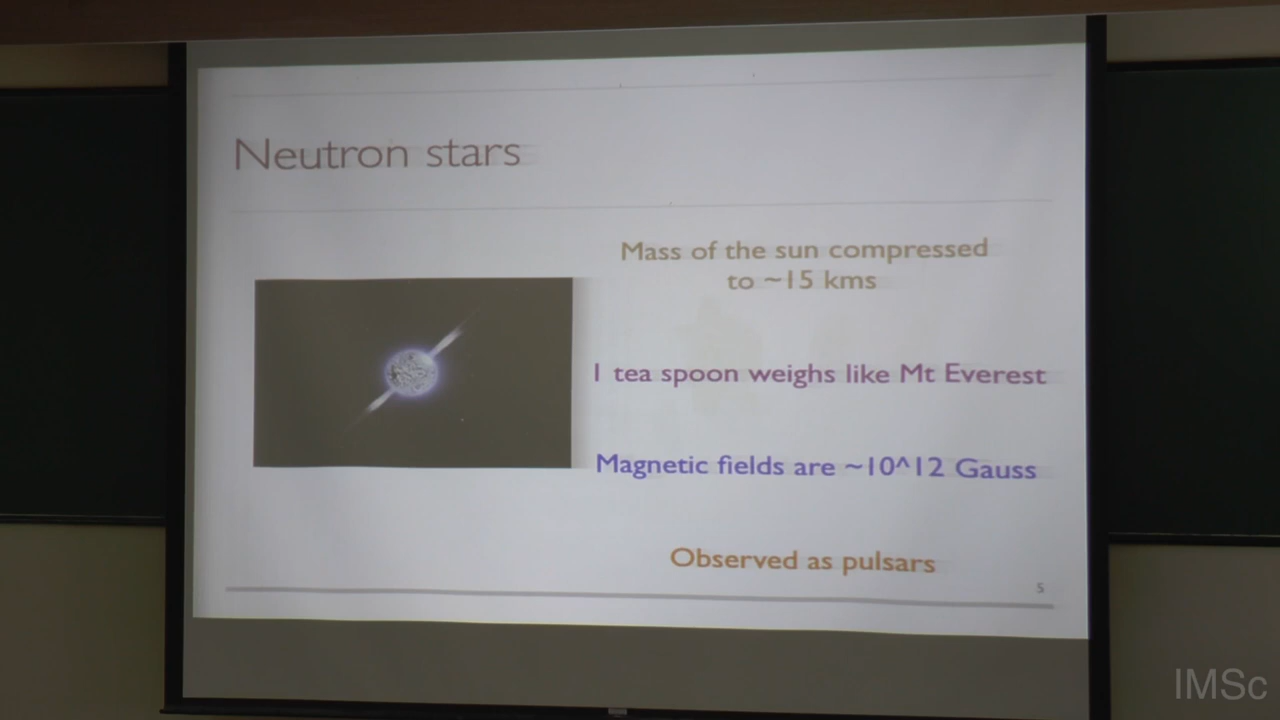 Neutron stars
Mass of the sun compressed
to ~15 kms
1 tea spoon weighs like Mt Everest
Magnetic fields are ~10^12 Gauss
Observed as pulsars
5
IMSc